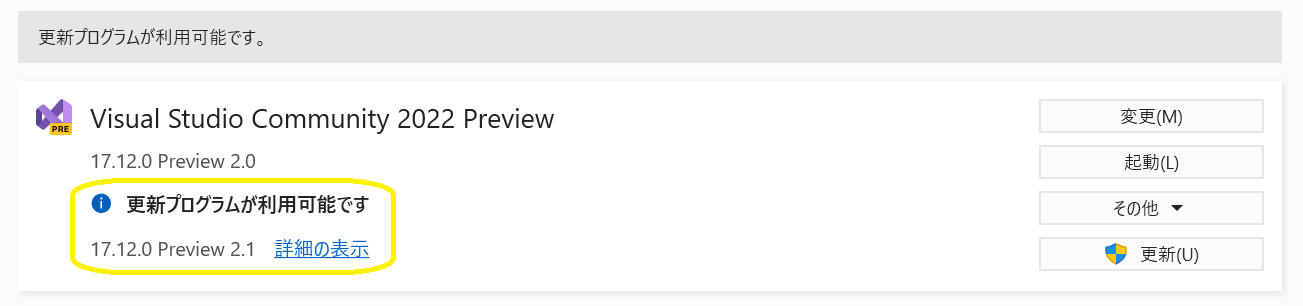 更新プログラムが利用可能です。
PRE
Visual Studio Community 2022 Preview
変更(M)
17.12.0 Preview 2.0
起動(L)
更新プログラムが利用可能です
その他
17.12.0 Preview 2.1 詳細の表示
更新(U)